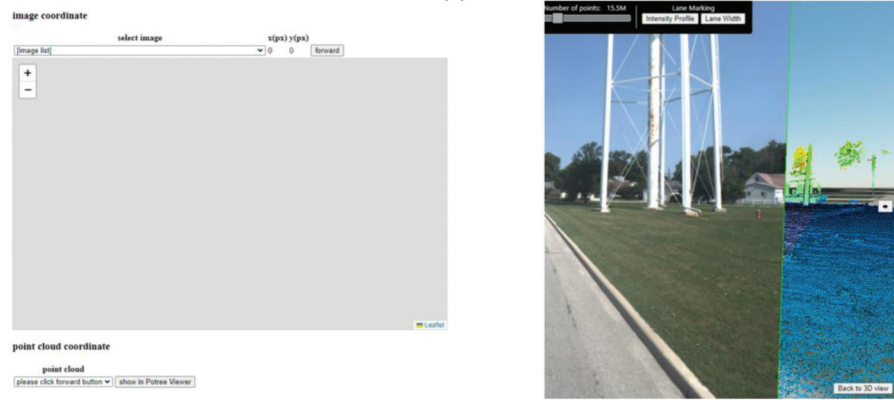 image coordinate
select image x(px) y(px)
[image list] 0 0 forward
+
−
Leaflet
point cloud coordinate
point cloud
please click forward button show in Potree Viewer
Number of points: 15.5M Lane Marking
Intensity Profile Lane Width
Back to 3D view